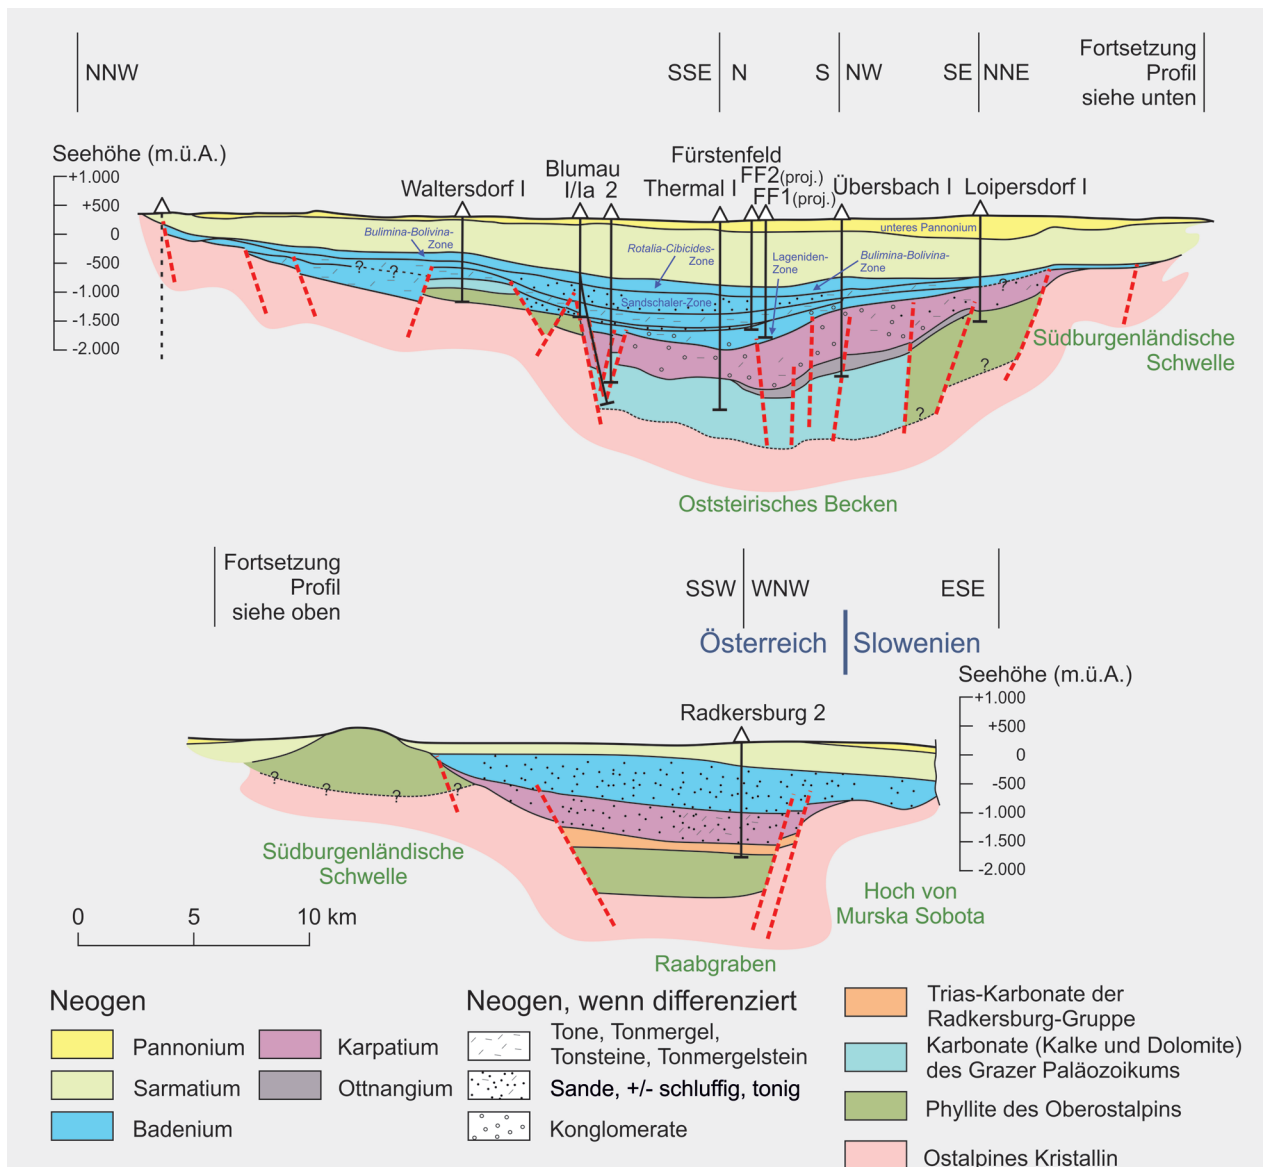 NNW
SSE
N
S
NW
SE
NNE
Fortsetzung
Profil
siehe unten
Seehöhe (m.ü.A.)
+1.000
+500
0
-500
-1.000
-1.500
-2.000
Waltersdorf I
Blumau
I/Ia 2
Thermal I
Fürstenfeld
FF2(proj.)
FF1(proj.)
Übersbach I
Loipersdorf I
unteres Pannonium
Bulimina-Bolivina-
Zone
Rotalia-Cibicides-
Zone
Lageniden-
Zone
Bulimina-Bolivina-
Zone
Sandschaler-Zone
?
?
?
?
?
Südburgenländische
Schwelle
Oststeirisches Becken
Fortsetzung
Profil
siehe oben
SSW
WNW
ESE
Österreich
Slowenien
Seehöhe (m.ü.A.)
+1.000
+500
0
-500
-1.000
-1.500
-2.000
Radkersburg 2
?
?
?
?
Südburgenländische
Schwelle
Hoch von
Murska Sobota
Raabgraben
0
5
10 km
Neogen
Pannonium
Sarmatium
Badenium
Karpatium
Ottnangium
Neogen, wenn differenziert
Tone, Tonmergel,
Tonsteine, Tonmergelstein
Sande, +/- schluffig, tonig
Konglomerate
Trias-Karbonate der
Radkersburg-Gruppe
Karbonate (Kalke und Dolomite)
des Grazer Paläozoikums
Phyllite des Oberostalpins
Ostalpines Kristallin